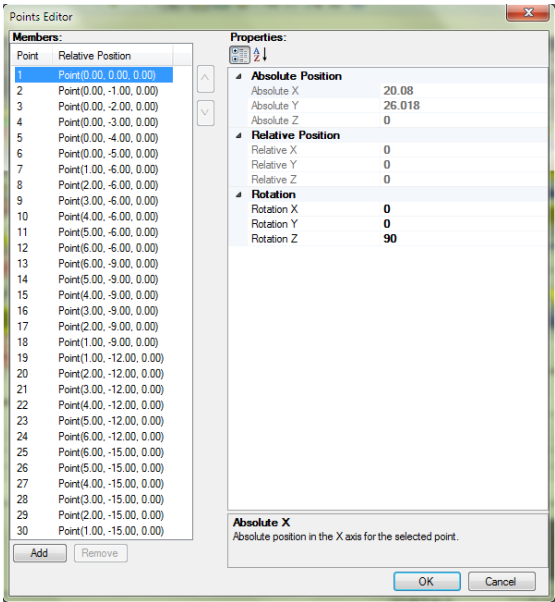 Points Editor
Members:
Point Relative Position
1 Point(0.00, 0.00, 0.00)
2 Point(0.00, -1.00, 0.00)
3 Point(0.00, -2.00, 0.00)
4 Point(0.00, -3.00, 0.00)
5 Point(0.00, -4.00, 0.00)
6 Point(0.00, -5.00, 0.00)
7 Point(1.00, -6.00, 0.00)
8 Point(2.00, -6.00, 0.00)
9 Point(3.00, -6.00, 0.00)
10 Point(4.00, -6.00, 0.00)
11 Point(5.00, -6.00, 0.00)
12 Point(6.00, -6.00, 0.00)
13 Point(6.00, -9.00, 0.00)
14 Point(5.00, -9.00, 0.00)
15 Point(4.00, -9.00, 0.00)
16 Point(3.00, -9.00, 0.00)
17 Point(2.00, -9.00, 0.00)
18 Point(1.00, -9.00, 0.00)
19 Point(1.00, -12.00, 0.00)
20 Point(2.00, -12.00, 0.00)
21 Point(3.00, -12.00, 0.00)
22 Point(4.00, -12.00, 0.00)
23 Point(5.00, -12.00, 0.00)
24 Point(6.00, -12.00, 0.00)
25 Point(6.00, -15.00, 0.00)
26 Point(5.00, -15.00, 0.00)
27 Point(4.00, -15.00, 0.00)
28 Point(3.00, -15.00, 0.00)
29 Point(2.00, -15.00, 0.00)
30 Point(1.00, -15.00, 0.00)
Add Remove
Properties:
Absolute Position
Absolute X 20.08
Absolute Y 26.018
Absolute Z 0
Relative Position
Relative X 0
Relative Y 0
Relative Z 0
Rotation
Rotation X 0
Rotation Y 0
Rotation Z 90
Absolute X
Absolute position in the X axis for the selected point.
OK Cancel